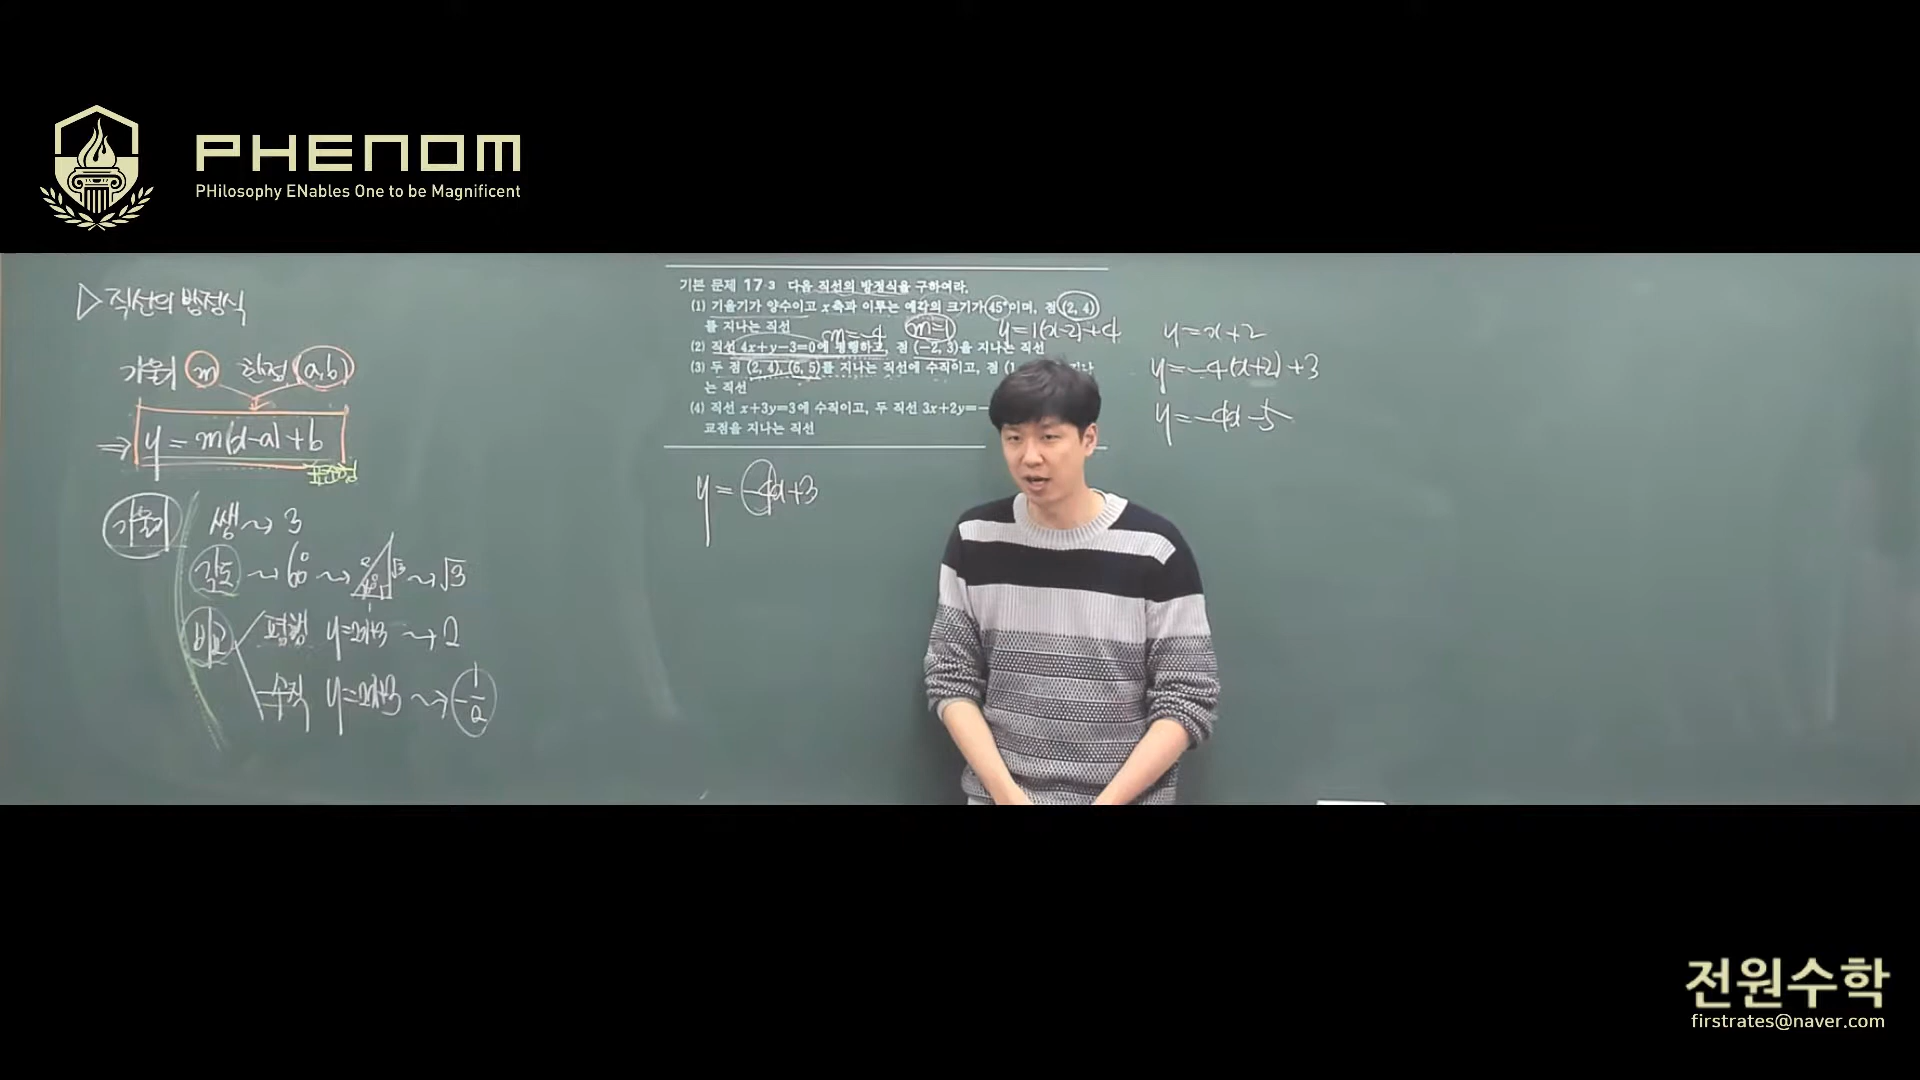 PHENOM
PHilosophy ENables One to be Magnificent
▷직선의 방정식
기울기 m 한점 (a,b)
⇒ y = m(x-a)+b
기울기 쌩 ~> 3
각도 ~> 60° ~> 2 60° √3 1 ~> √3
비교 평행 y=2x+3 ~> 2
수직 y=2x+3 ~> -1/2
기본 문제 17-3 다음 직선의 방정식을 구하여라.
(1) 기울기가 양수이고 x축과 이루는 예각의 크기가 45°이며, 점 (2, 4)
를 지나는 직선
m=-4 m=1 y=1(x-2)+4
(2) 직선 4x+y-3=0에 평행하고, 점 (-2, 3)을 지나는 직선
(3) 두 점 (2, 4), (6, 5)를 지나는 직선에 수직이고, 점 (1,
는 직선
(4) 직선 x+3y=3에 수직이고, 두 직선 3x+2y=-
교점을 지나는 직선
y=-4x+3
y=x+2
y=-4(x+2)+3
y=-4x-5
전원수학
firstrates@naver.com